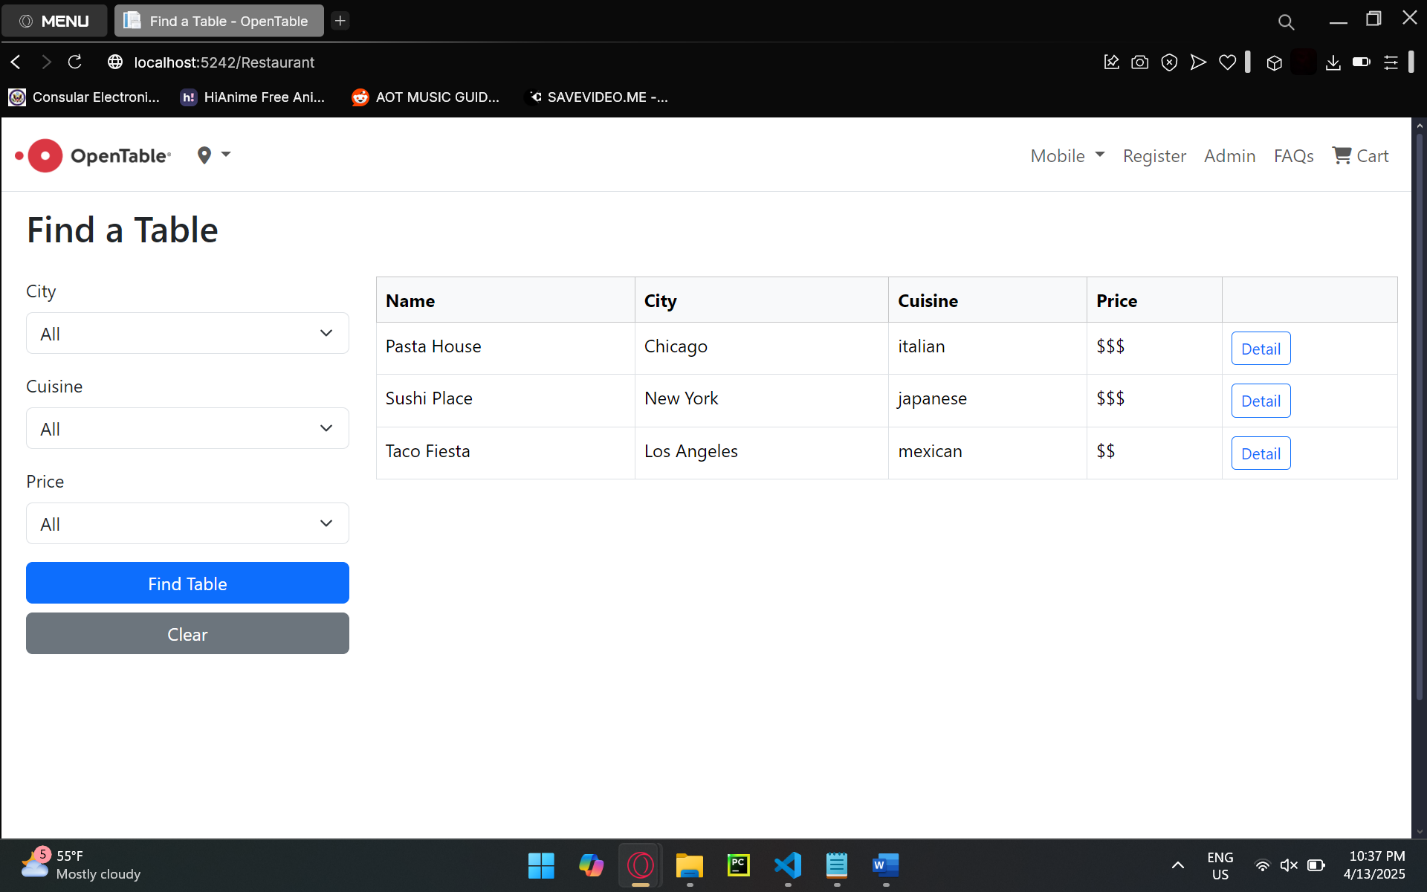 MENU
Find a Table - OpenTable
localhost:5242/Restaurant
Consular Electroni...
h! HiAnime Free Ani...
AOT MUSIC GUID...
SAVEVIDEO.ME -...
OpenTable
Mobile Register Admin FAQs Cart
Find a Table
City
All
Cuisine
All
Price
All
Find Table
Clear
Name City Cuisine Price
Pasta House Chicago italian $$$ Detail
Sushi Place New York japanese $$$ Detail
Taco Fiesta Los Angeles mexican $$ Detail
5
55°F
Mostly cloudy
PC
W
ENG
US
10:37 PM
4/13/2025